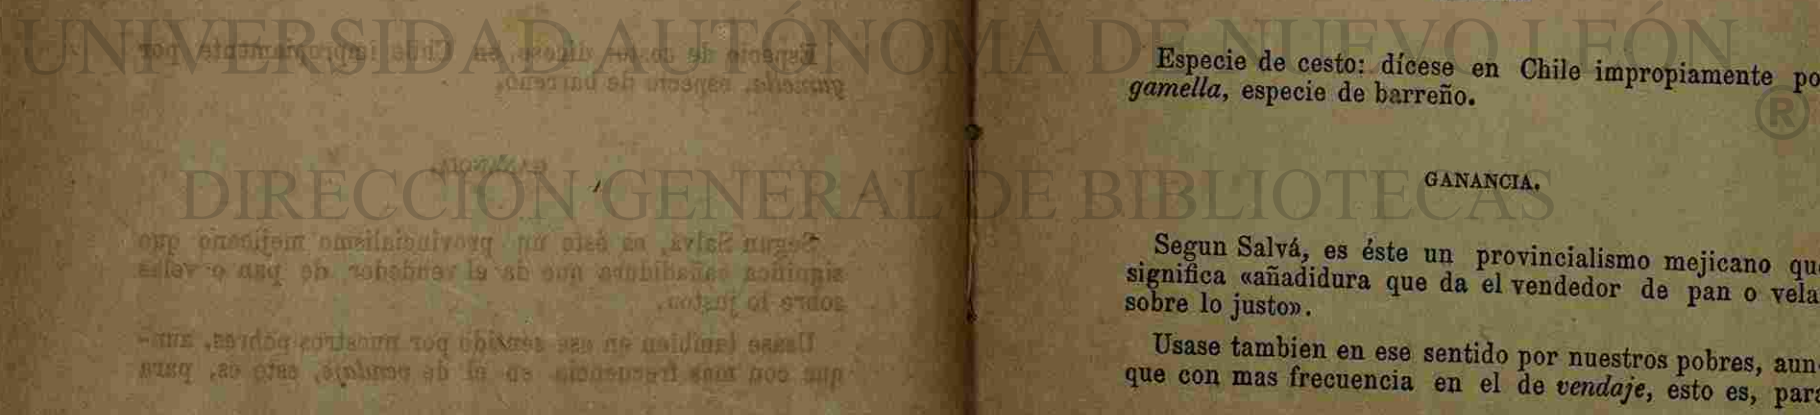 UNIVERSIDAD AUTÓNOMA DE NUEVO LEÓN
®
DIRECCIÓN GENERAL DE BIBLIOTECAS
Especie de cesto: dícese en Chile impropiamente po
gamella, especie de barreño.
GANANCIA.
Segun Salvá, es éste un provincialismo mejicano qu
significa «añadidura que da el vendedor de pan o vela
sobre lo justo».
Usase tambien en ese sentido por nuestros pobres, aun-
que con mas frecuencia en el de vendaje, esto es, para